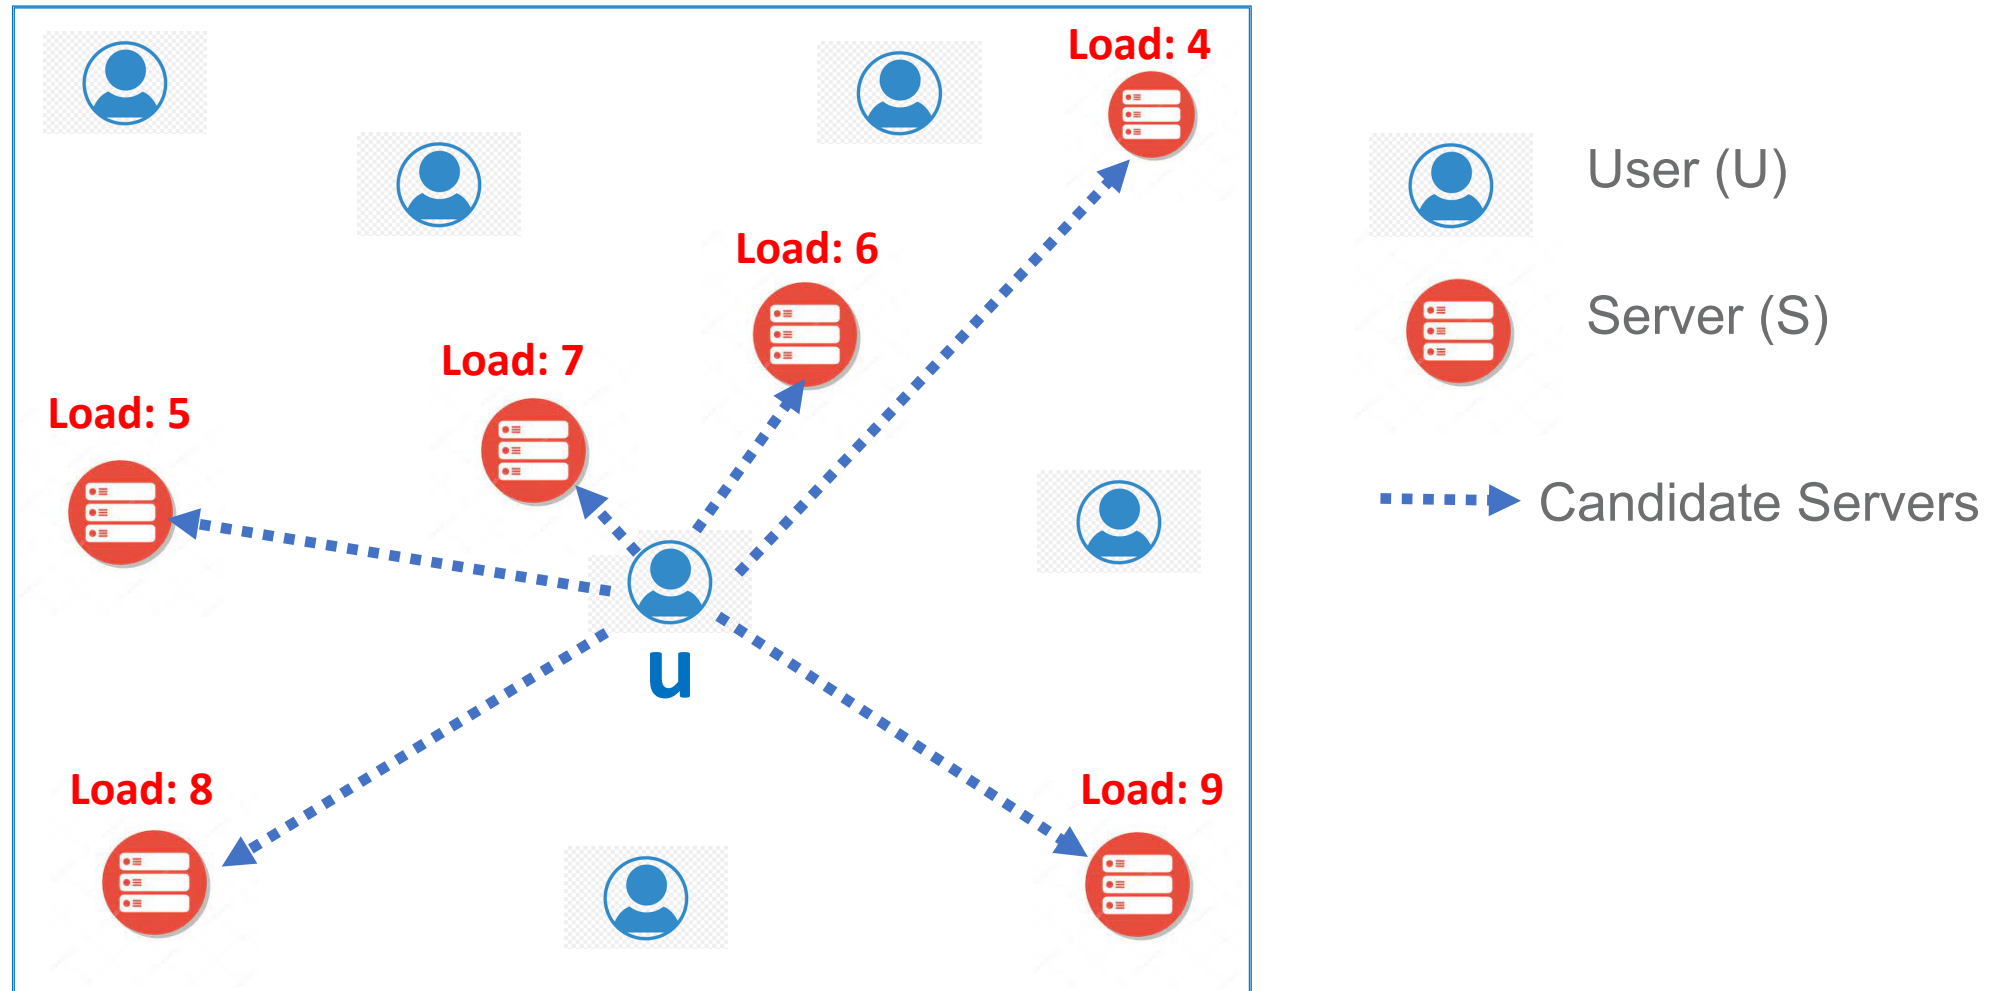 Load: 4
User (U)
Load: 6
Server (S)
Load: 7
Load: 5
Candidate Servers
u
Load: 8
Load: 9